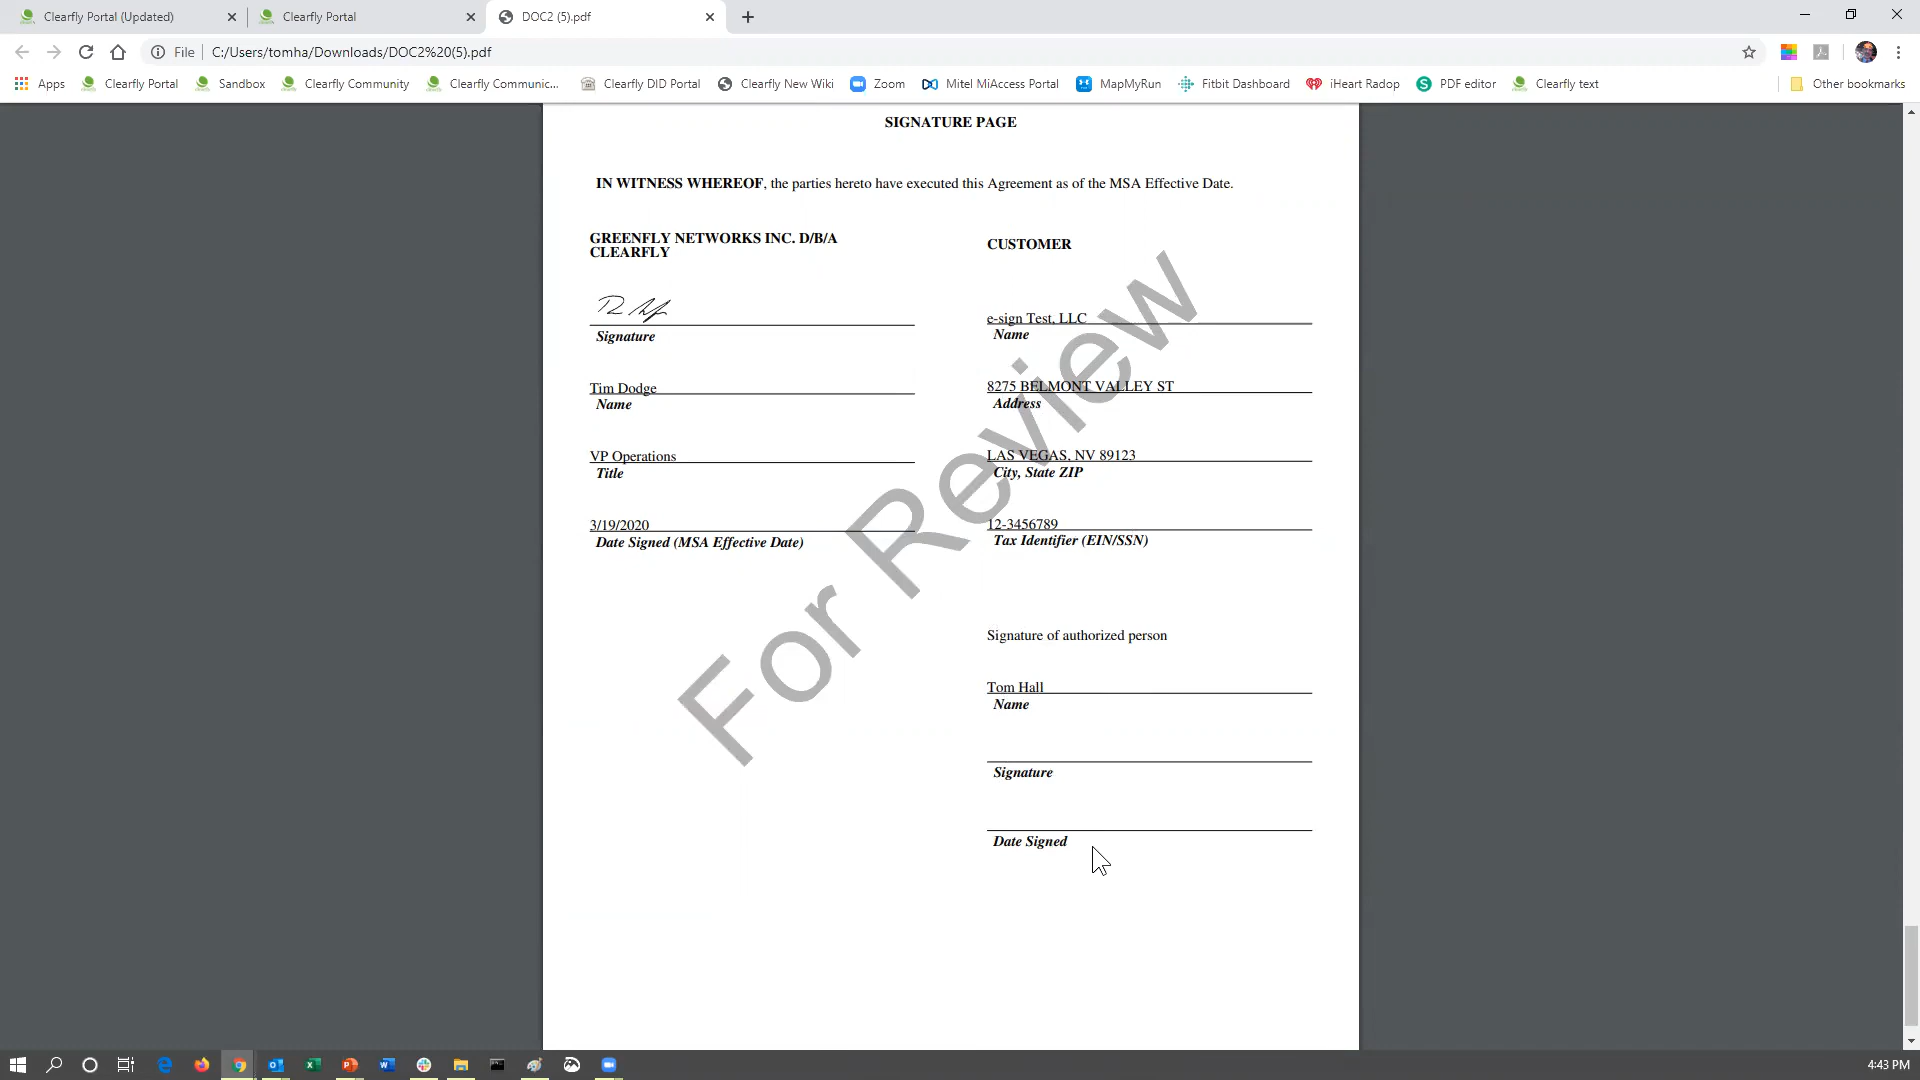 Clearfly Portal (Updated)
Clearfly Portal
DOC2 (5).pdf
File
C:/Users/tomha/Downloads/DOC2%20(5).pdf
Apps
Clearfly Portal
Sandbox
Clearfly Community
Clearfly Communic...
Clearfly DID Portal
Clearfly New Wiki
Zoom
Mitel MiAccess Portal
MapMyRun
Fitbit Dashboard
iHeart Radop
PDF editor
Clearfly text
Other bookmarks
SIGNATURE PAGE
IN WITNESS WHEREOF, the parties hereto have executed this Agreement as of the MSA Effective Date.
GREENFLY NETWORKS INC. D/B/A
CLEARFLY
Signature
Tim Dodge
Name
VP Operations
Title
3/19/2020
Date Signed (MSA Effective Date)
CUSTOMER
e-sign Test, LLC
Name
8275 BELMONT VALLEY ST
Address
LAS VEGAS, NV 89123
City, State ZIP
12-3456789
Tax Identifier (EIN/SSN)
Signature of authorized person
Tom Hall
Name
Signature
Date Signed
For Review
4:43 PM